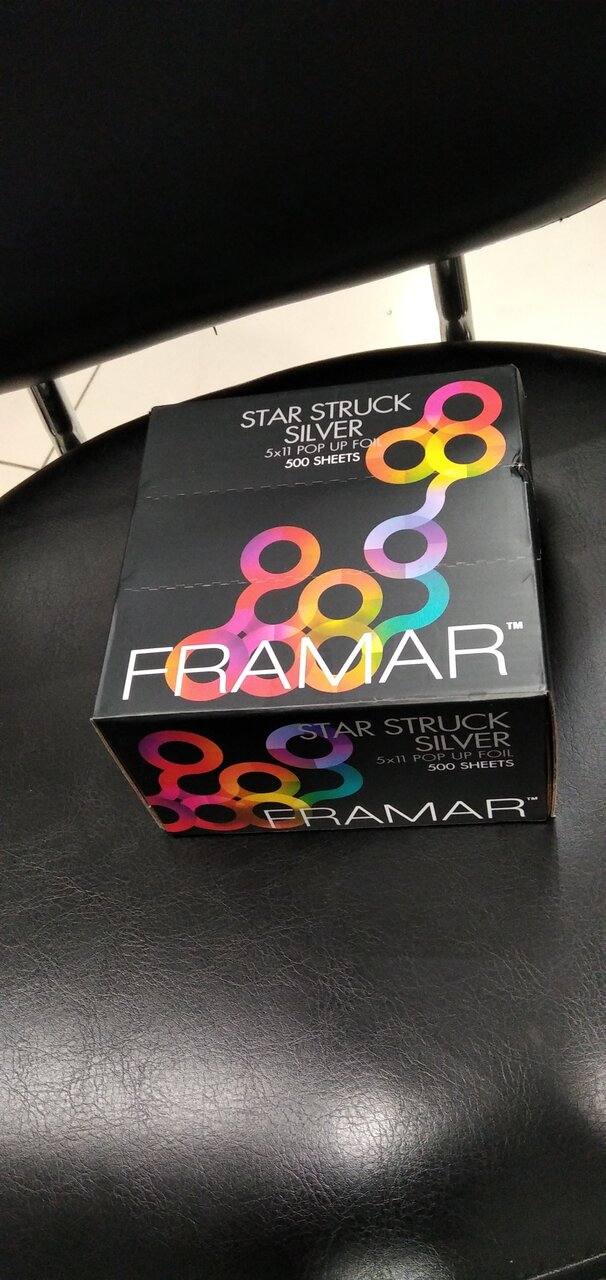 STAR STRUCK
SILVER
5x11 POP UP FOIL
500 SHEETS
FRAMAR™
STAR STRUCK
SILVER
5x11 POP UP FOIL
500 SHEETS
FRAMAR™